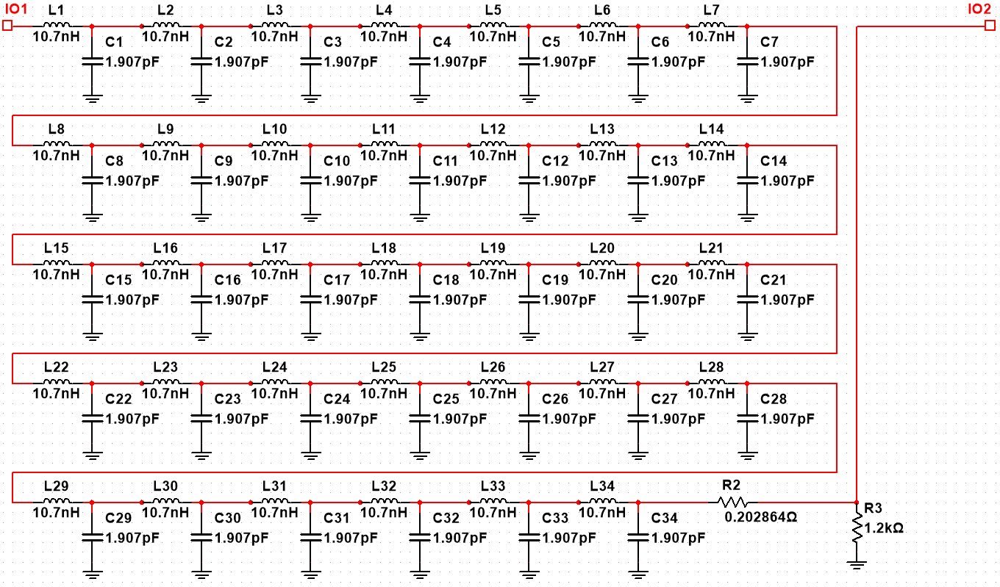 IO1 L1 L2 L3 L4 L5 L6 L7 IO2
10.7nH 10.7nH 10.7nH 10.7nH 10.7nH 10.7nH 10.7nH
C1 C2 C3 C4 C5 C6 C7
1.907pF 1.907pF 1.907pF 1.907pF 1.907pF 1.907pF 1.907pF
L8 L9 L10 L11 L12 L13 L14
10.7nH 10.7nH 10.7nH 10.7nH 10.7nH 10.7nH 10.7nH
C8 C9 C10 C11 C12 C13 C14
1.907pF 1.907pF 1.907pF 1.907pF 1.907pF 1.907pF 1.907pF
L15 L16 L17 L18 L19 L20 L21
10.7nH 10.7nH 10.7nH 10.7nH 10.7nH 10.7nH 10.7nH
C15 C16 C17 C18 C19 C20 C21
1.907pF 1.907pF 1.907pF 1.907pF 1.907pF 1.907pF 1.907pF
L22 L23 L24 L25 L26 L27 L28
10.7nH 10.7nH 10.7nH 10.7nH 10.7nH 10.7nH 10.7nH
C22 C23 C24 C25 C26 C27 C28
1.907pF 1.907pF 1.907pF 1.907pF 1.907pF 1.907pF 1.907pF
L29 L30 L31 L32 L33 L34 R2
10.7nH 10.7nH 10.7nH 10.7nH 10.7nH 10.7nH 0.202864Ω R3
C29 C30 C31 C32 C33 C34 1.2kΩ
1.907pF 1.907pF 1.907pF 1.907pF 1.907pF 1.907pF